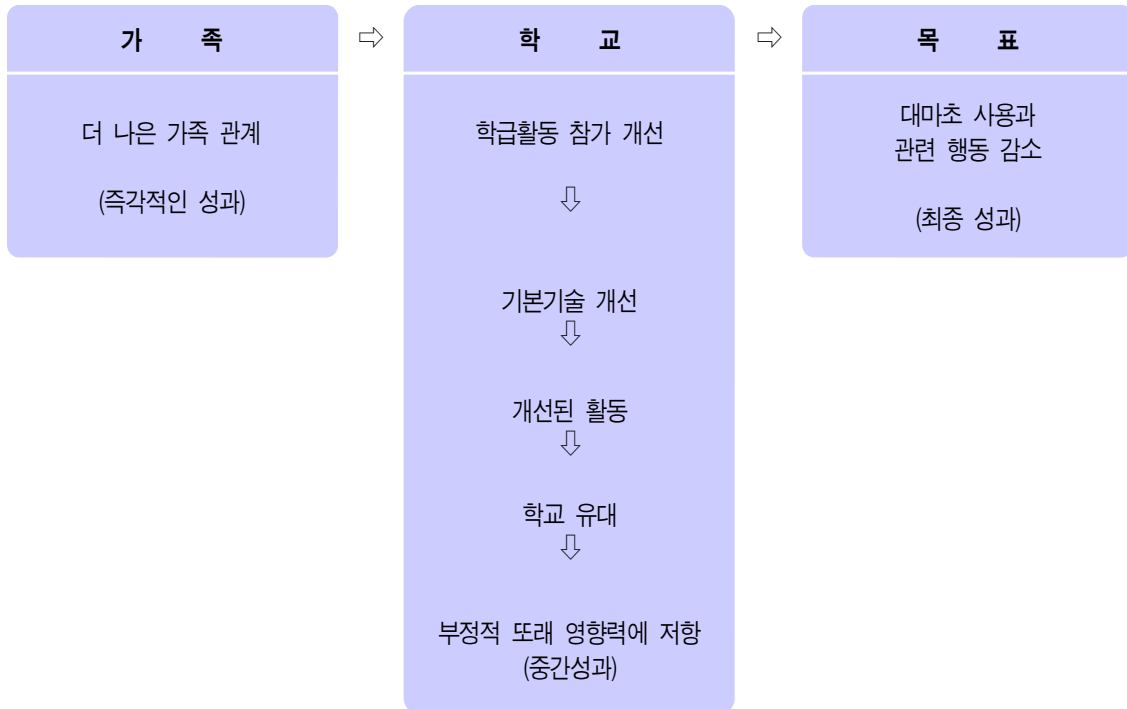 가 족
⇨
학 교
⇨
목 표
더 나은 가족 관계
(즉각적인 성과)
학급활동 참가 개선
⇩
기본기술 개선
⇩
개선된 활동
⇩
학교 유대
⇩
부정적 또래 영향력에 저항
(중간성과)
대마초 사용과
관련 행동 감소
(최종 성과)